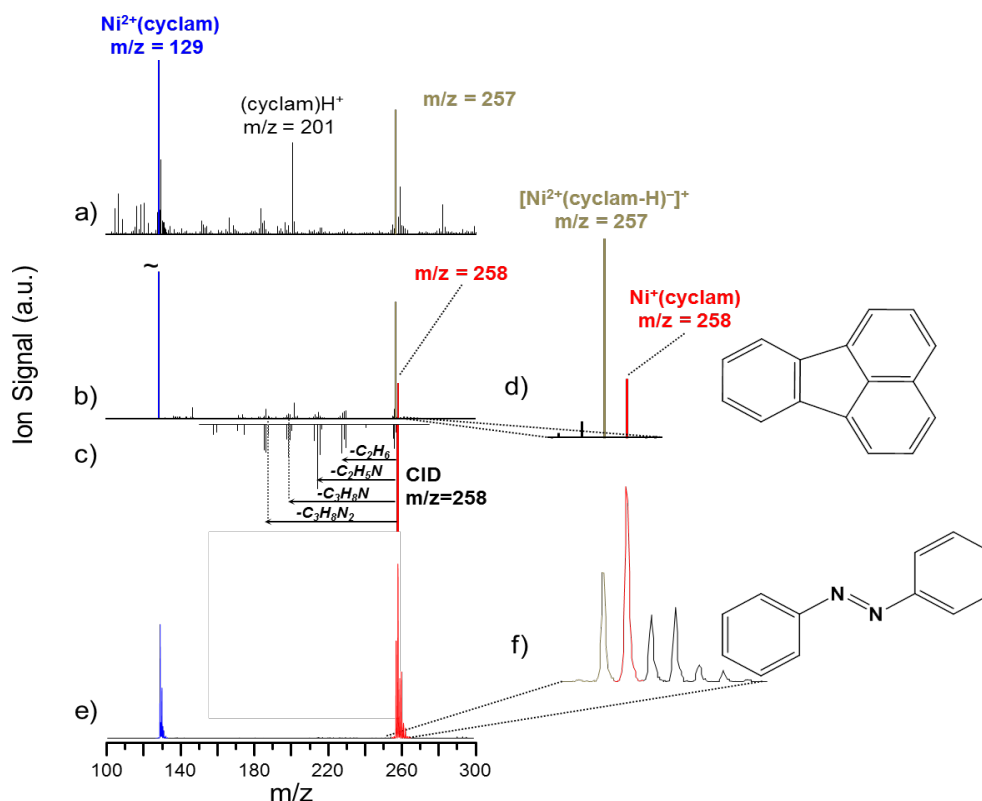 Ni²⁺(cyclam)
m/z = 129
(cyclam)H⁺
m/z = 201
m/z = 257
a)
[Ni²⁺(cyclam-H)⁻]⁺
m/z = 257
~
m/z = 258
Ni⁺(cyclam)
m/z = 258
b)
d)
Ion Signal (a.u.)
c)
-C₂H₆
-C₂H₅N
-C₃H₈N
-C₃H₈N₂
CID
m/z=258
N
N
f)
e)
100 140 180 220 260 300
m/z